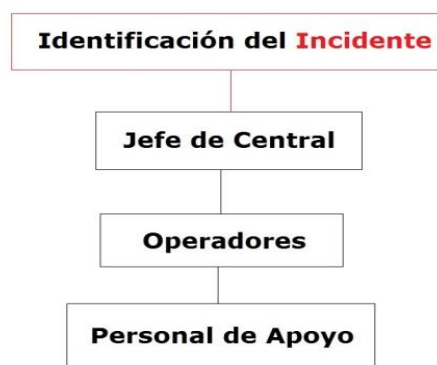 Identificación del Incidente
Jefe de Central
Operadores
Personal de Apoyo